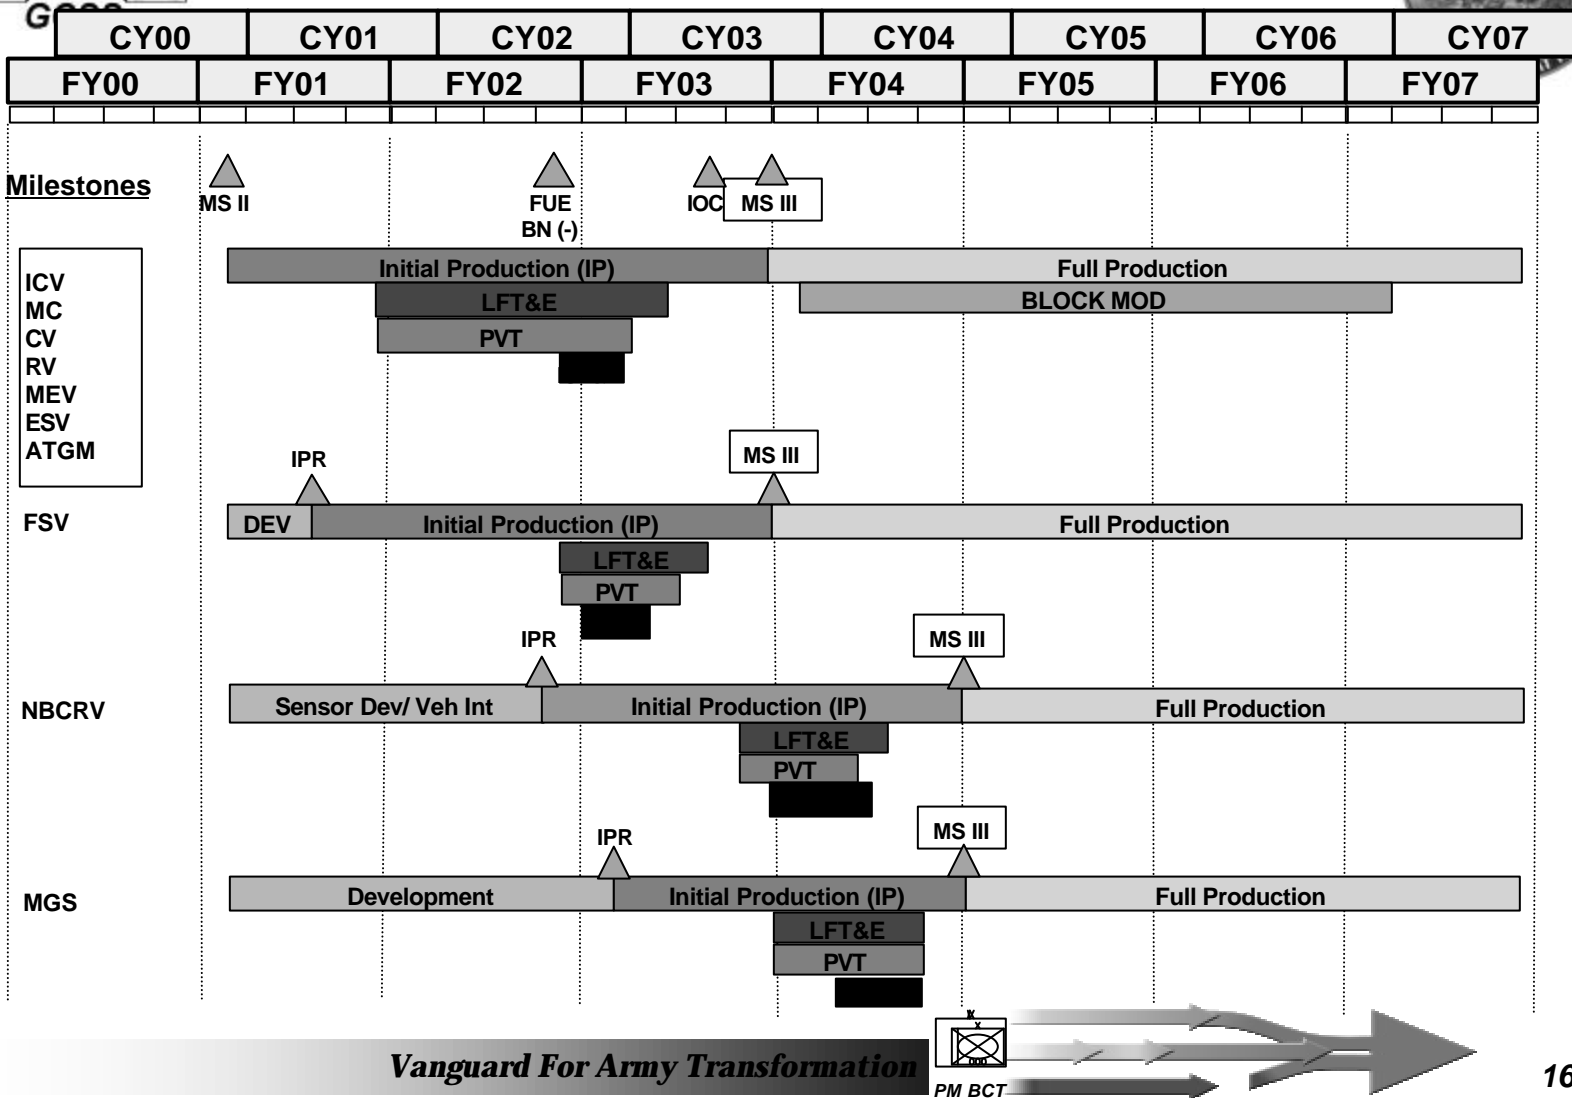 CY00 CY01 CY02 CY03 CY04 CY05 CY06 CY07
FY00 FY01 FY02 FY03 FY04 FY05 FY06 FY07
Milestones
MS II
FUE
BN (-)
IOC
MS III
ICV
MC
CV
RV
MEV
ESV
ATGM
Initial Production (IP)
Full Production
LFT&E
BLOCK MOD
PVT
IPR
MS III
FSV
DEV
Initial Production (IP)
Full Production
LFT&E
PVT
IPR
MS III
NBCRV
Sensor Dev/ Veh Int
Initial Production (IP)
Full Production
LFT&E
PVT
IPR
MS III
MGS
Development
Initial Production (IP)
Full Production
LFT&E
PVT
Vanguard For Army Transformation
X
PM BCT
16